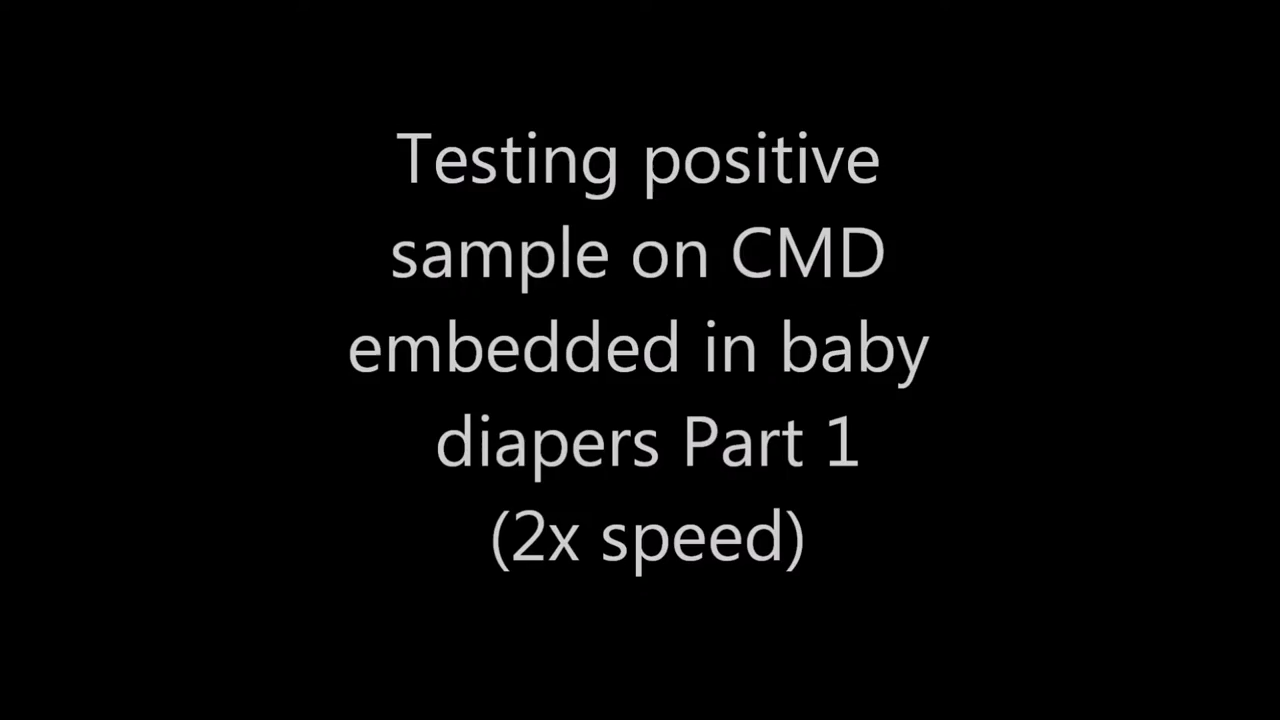 Testing positive
sample on CMD
embedded in baby
diapers Part 1
(2x speed)